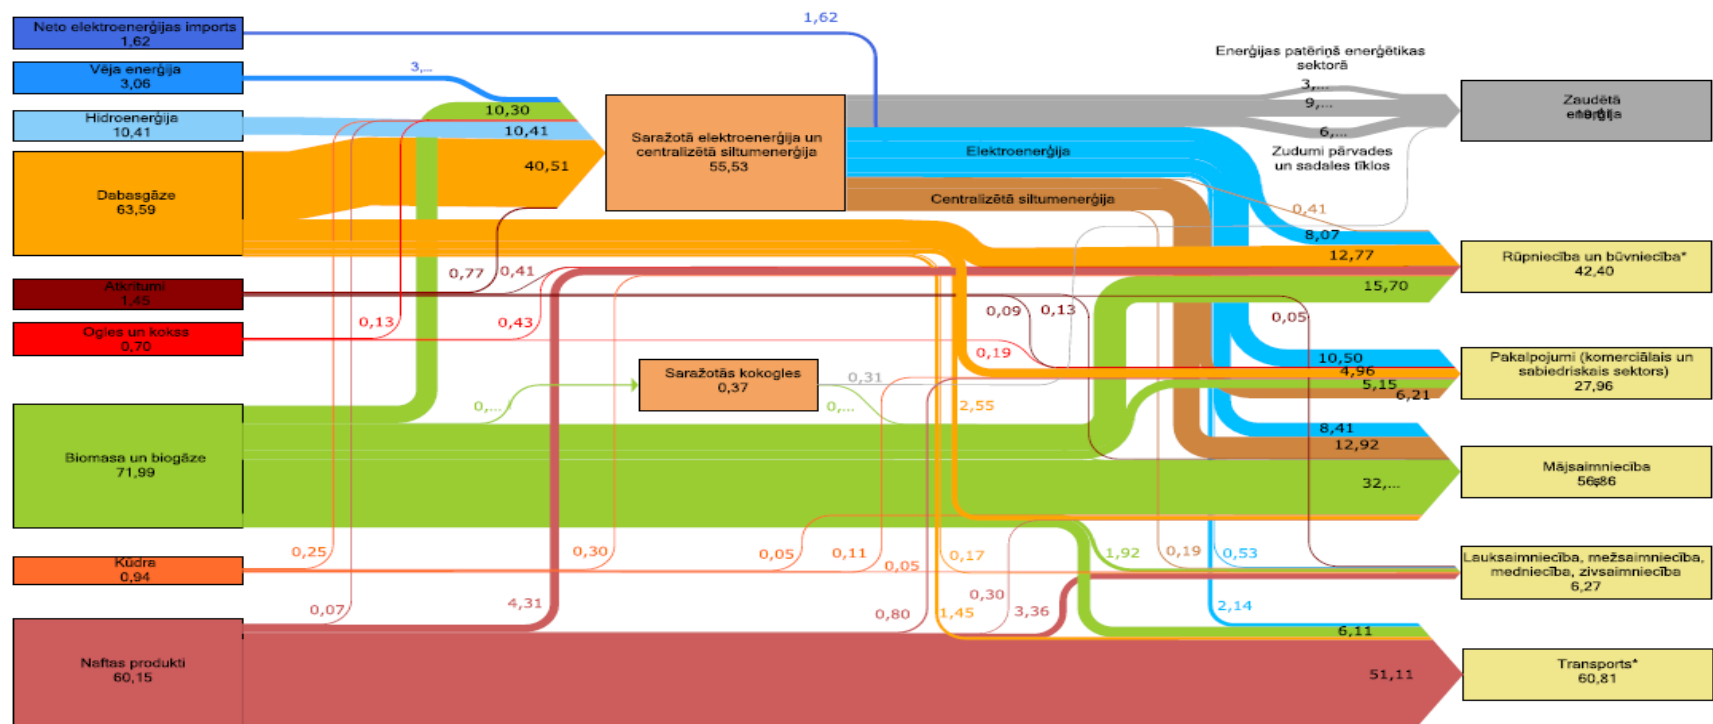 Neto elektroenerģijas imports
1,62
Vēja enerģija
3,06
Hidroenerģija
10,41
Dabasgāze
63,59
Atkritumi
1,45
Ogles un kokss
0,70
Biomasa un biogāze
71,99
Kūdra
0,94
Naftas produkti
60,15
1,62
3,...
10,30
10,41
40,51
0,77
0,41
0,13
0,43
0,...
0,25
0,30
0,07
4,31
Saražotā elektroenerģija un
centralizētā siltumenerģija
55,53
Saražotās kokogles
0,37
0,31
0,...
Elektroenerģija
Centralizētā siltumenerģija
Enerģijas patēriņš enerģētikas
sektorā
3,...
9,...
6,...
Zudumi pārvades
un sadales tīklos
0,41
8,07
12,77
15,70
0,09
0,13
0,05
0,19
10,50
4,96
5,15
6,21
2,55
8,41
12,92
32,...
0,05
0,11
0,05
0,17
1,92
0,19
0,53
0,80
0,30
3,36
1,45
2,14
6,11
51,11
Zaudētā
enerģija
Rūpniecība un būvniecība*
42,40
Pakalpojumi (komerciālais un
sabiedriskais sektors)
27,96
Mājsaimniecība
56,86
Lauksaimniecība, mežsaimniecība,
medniecība, zivsaimniecība
6,27
Transports*
60,81